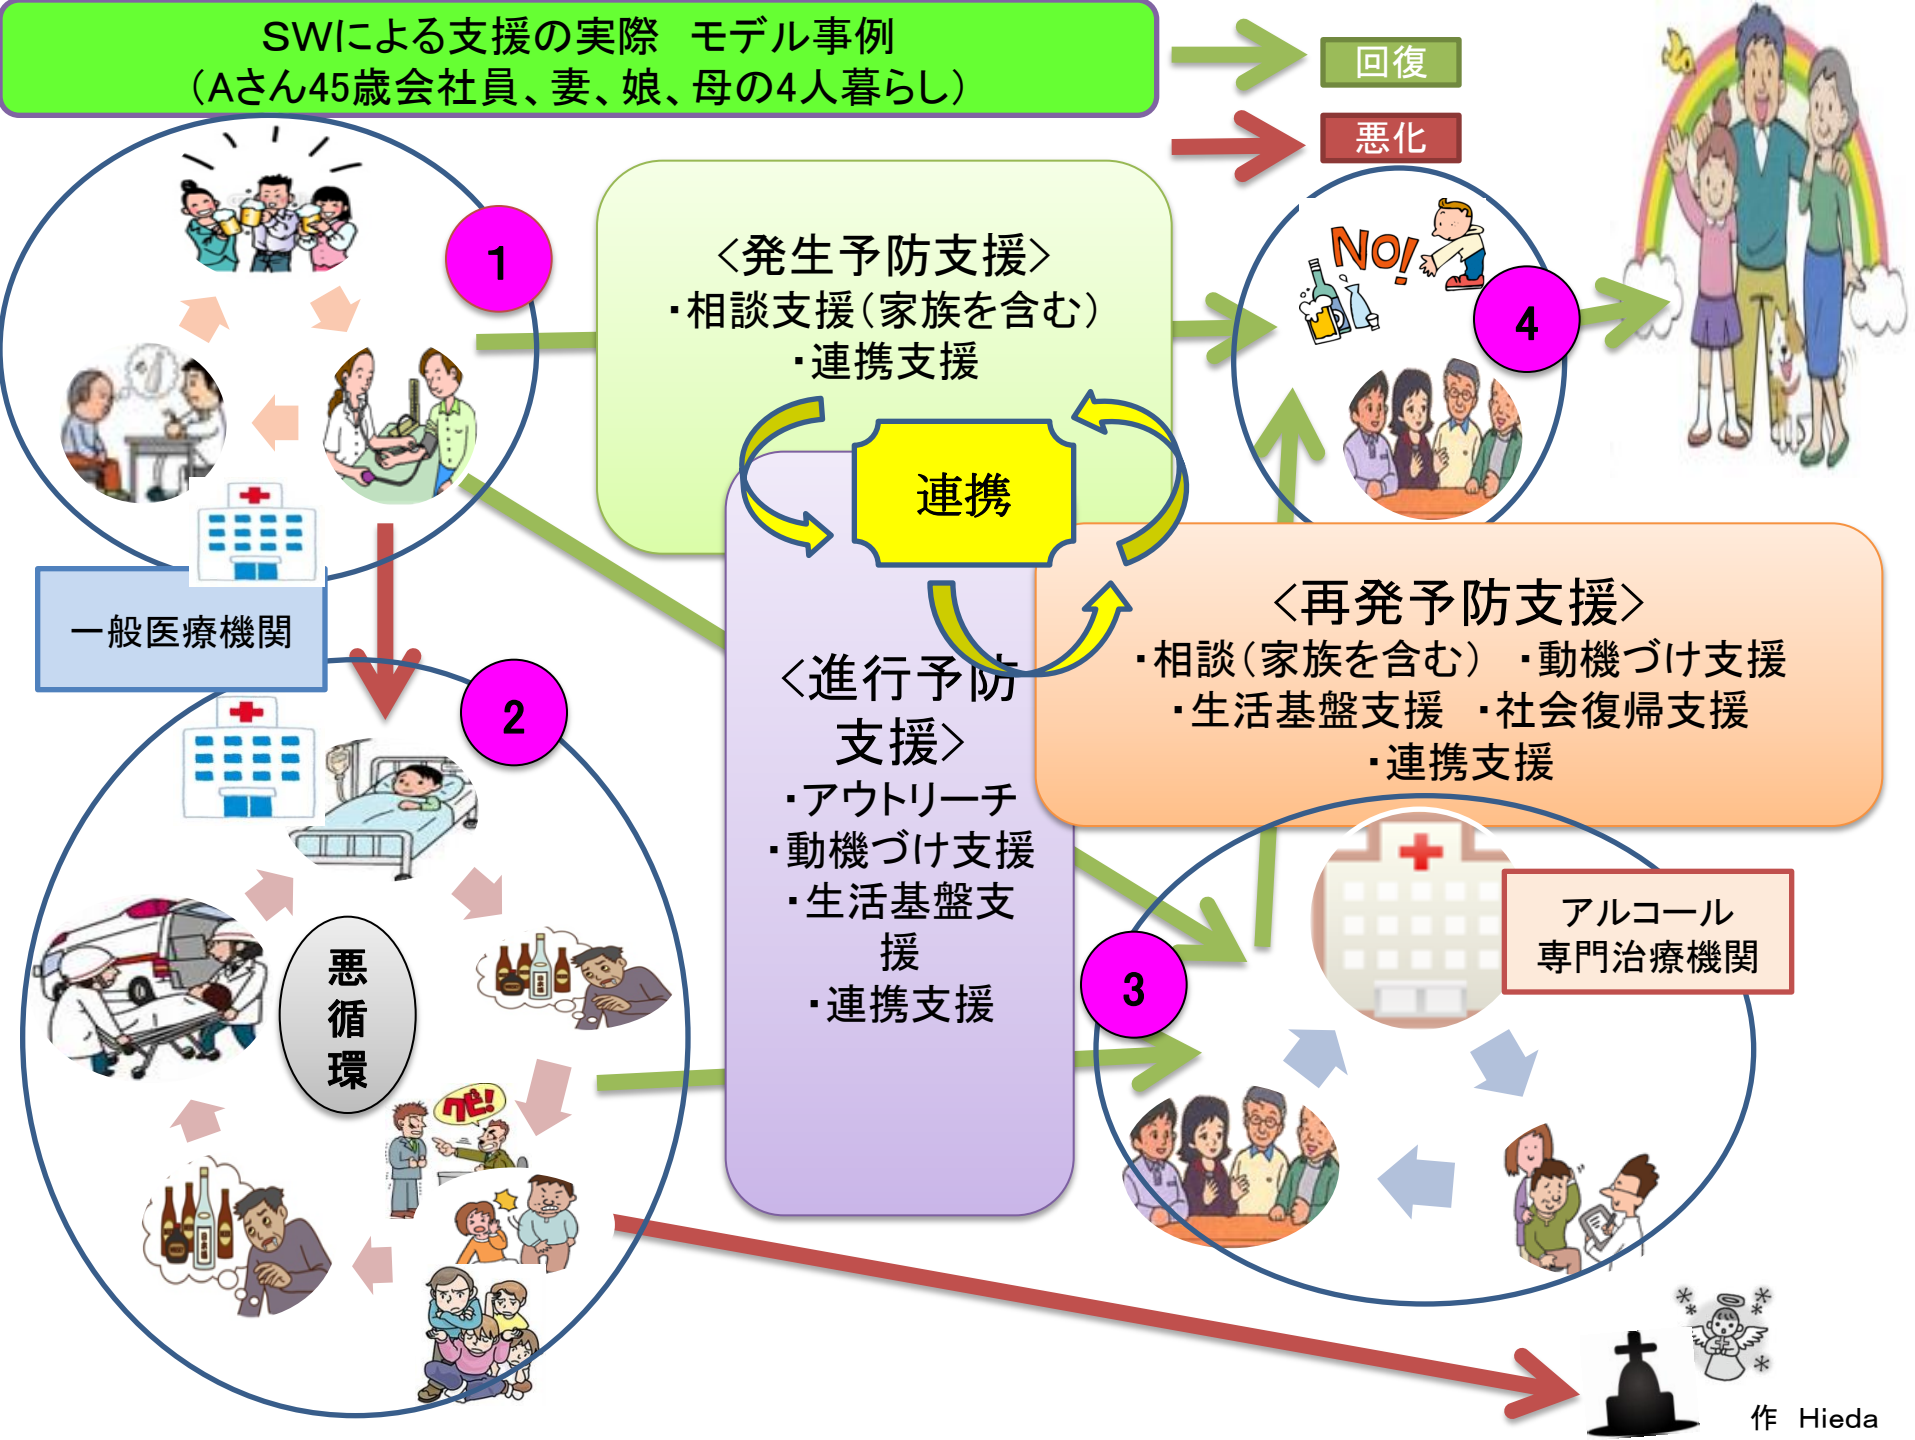 SWによる支援の実際　モデル事例
（Aさん45歳会社員、妻、娘、母の4人暮らし）
回復
悪化
1
＜発生予防支援＞
・相談支援（家族を含む）
・連携支援
NO!
4
連携
一般医療機関
2
＜進行予防
支援＞
・アウトリーチ
・動機づけ支援
・生活基盤支
援
・連携支援
＜再発予防支援＞
・相談（家族を含む）　・動機づけ支援
・生活基盤支援　・社会復帰支援
・連携支援
悪
循
環
クビ!
3
アルコール
専門治療機関
作　Hieda